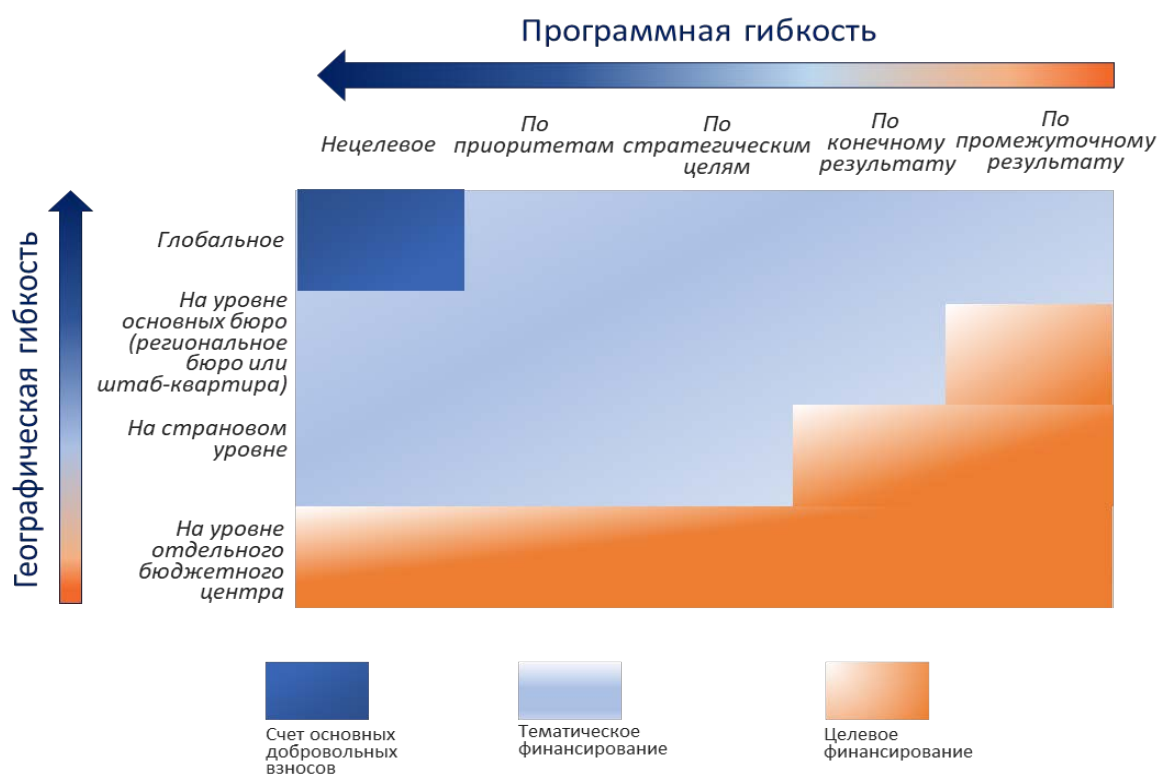 Программная гибкость
Нецелевое
По
приоритетам
По
стратегическим
целям
По
конечному
результату
По
промежуточному
результату
Географическая гибкость
Глобальное
На уровне
основных бюро
(региональное
бюро или
штаб-квартира)
На страновом
уровне
На уровне
отдельного
бюджетного
центра
Счет основных
добровольных
взносов
Тематическое
финансирование
Целевое
финансирование